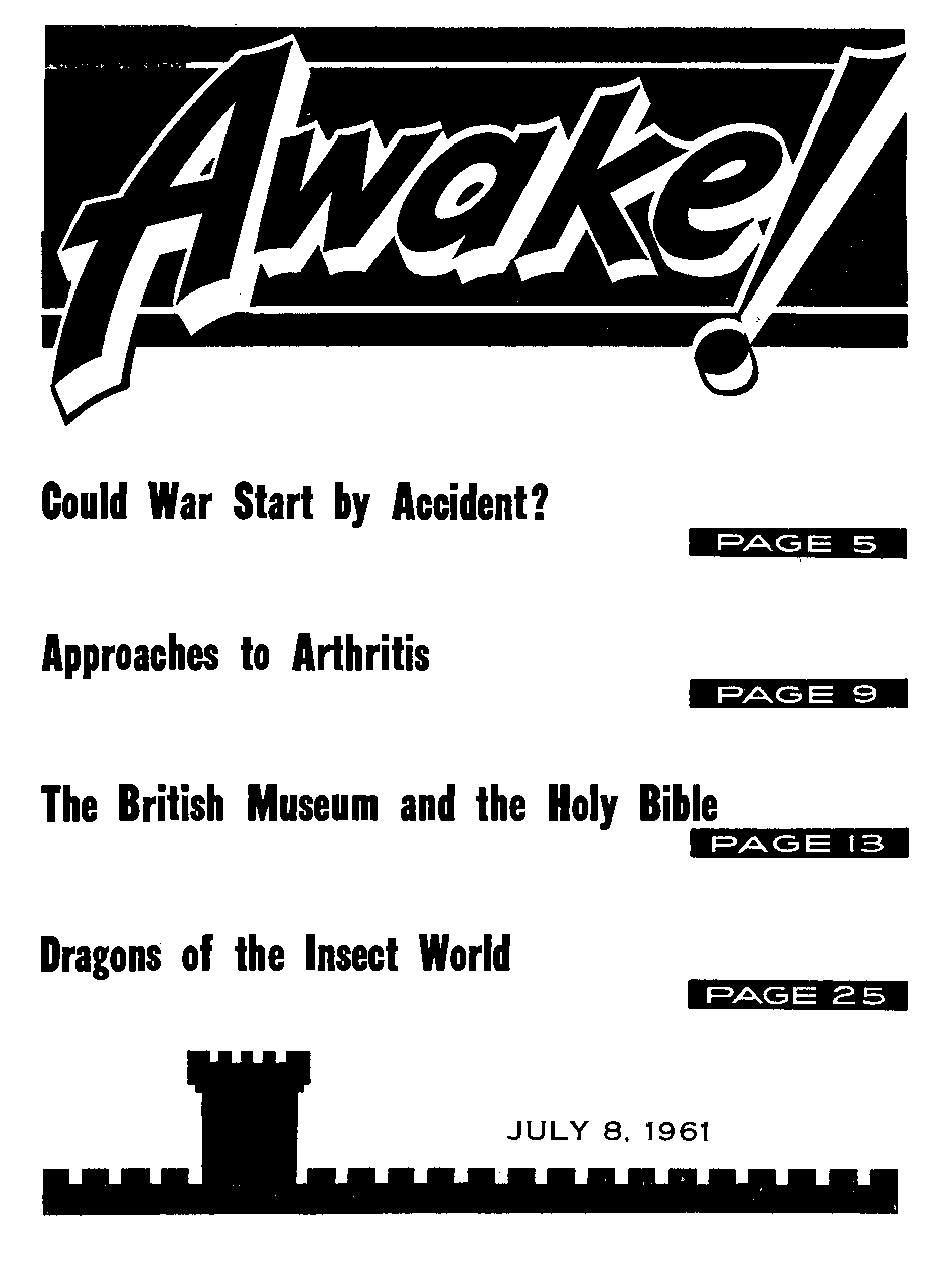 Awake!
Could War Start by Accident?
PAGE 5
Approaches to Arthritis
PAGE 9
The British Museum and the Holy Bible
PAGE 13
Dragons of the Insect World
PAGE 25
JULY 8, 1961